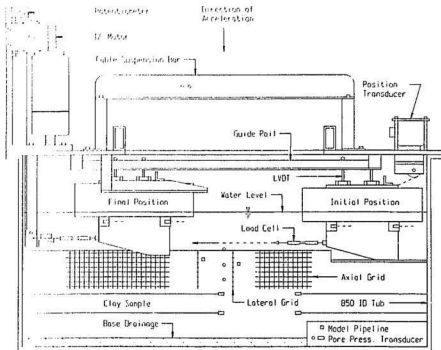 Potentiometer
Direction of
Acceleration
DC Motor
Cable Suspension Bar
Position
Transducer
Guide Rail
LVDT
Water Level
Final Position
Initial Position
Load Cell
Axial Grid
Clay Sample
Lateral Grid
850 ID Tub
Base Drainage
Model Pipeline
Pore Press. Transducer